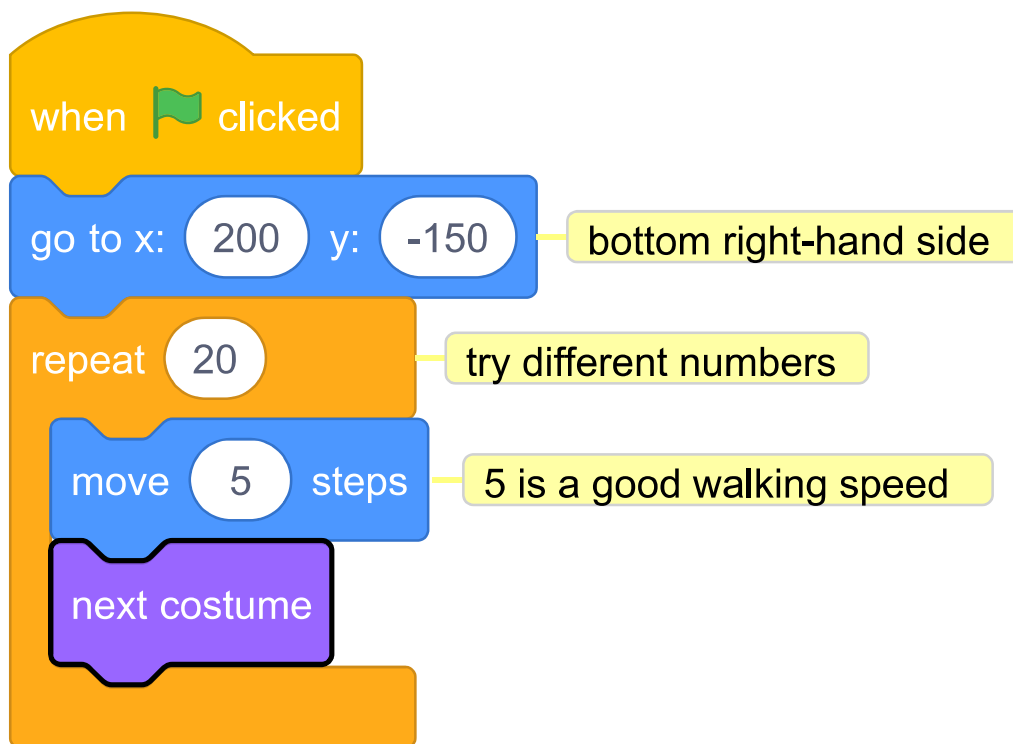 when clicked
go to x: 200 y: -150 bottom right-hand side
repeat 20 try different numbers
move 5 steps 5 is a good walking speed
next costume